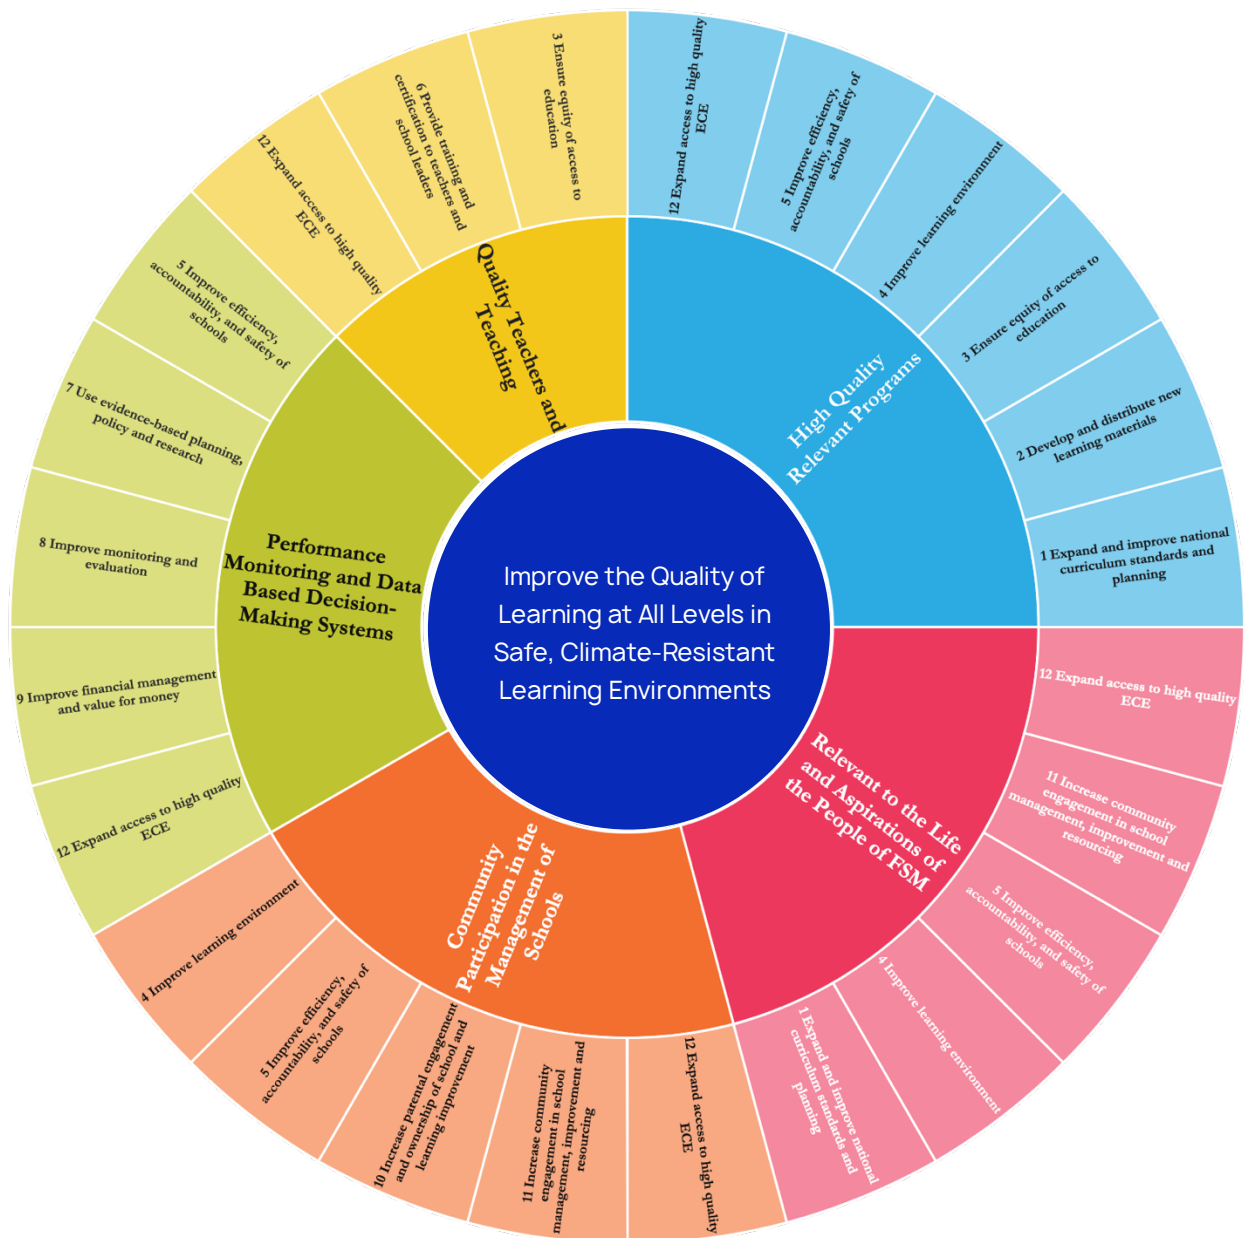 Improve the Quality of
Learning at All Levels in
Safe, Climate-Resistant
Learning Environments
High Quality
Relevant Programs
12 Expand access to high quality
ECE
5 Improve efficiency,
accountability, and safety of
schools
4 Improve learning environment
3 Ensure equity of access to
education
2 Develop and distribute new
learning materials
1 Expand and improve national
curriculum standards and
planning
Relevant to the Life
and Aspirations of
the People of FSM
12 Expand access to high quality
ECE
11 Increase community
engagement in school
management, improvement and
resourcing
5 Improve efficiency,
accountability, and safety of
schools
4 Improve learning environment
1 Expand and improve national
curriculum standards and
planning
Community
Participation in the
Management of
Schools
12 Expand access to high quality
ECE
11 Increase community
engagement in school
management, improvement and
resourcing
10 Increase parental engagement
and ownership of school and
learning improvement
5 Improve efficiency,
accountability, and safety of
schools
4 Improve learning environment
Performance
Monitoring and Data
Based Decision-
Making Systems
12 Expand access to high quality
ECE
9 Improve financial management
and value for money
8 Improve monitoring and
evaluation
7 Use evidence-based planning,
policy and research
5 Improve efficiency,
accountability, and safety of
schools
Quality Teachers and
Teaching
12 Expand access to high quality
ECE
6 Provide training and
certification to teachers and
school leaders
3 Ensure equity of access to
education